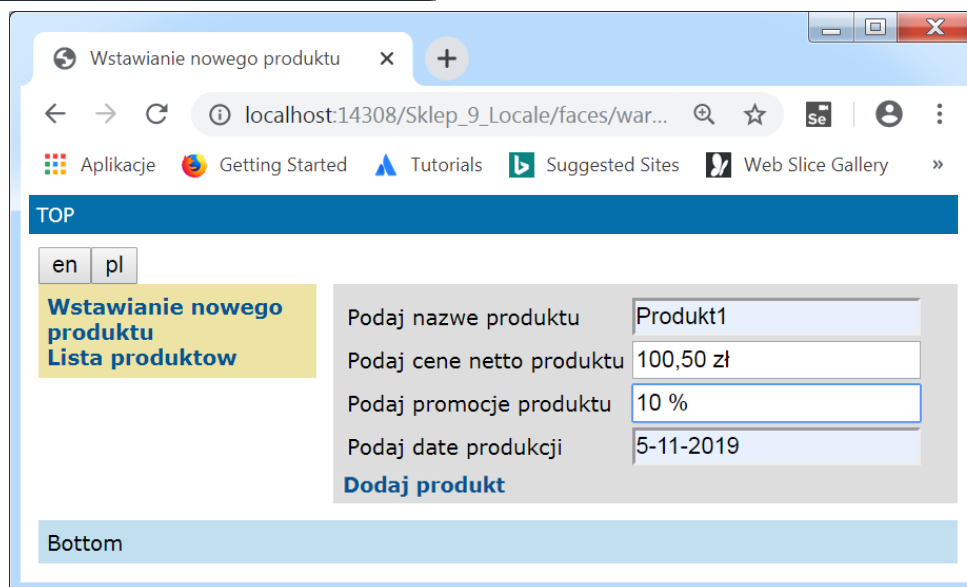 Wstawianie nowego produktu
localhost:14308/Sklep_9_Locale/faces/war...
Se
Aplikacje Getting Started Tutorials Suggested Sites Web Slice Gallery »
TOP
en pl
Wstawianie nowego
produktu
Lista produktow
Podaj nazwe produktu Produkt1
Podaj cene netto produktu 100,50 zł
Podaj promocje produktu 10 %
Podaj date produkcji 5-11-2019
Dodaj produkt
Bottom